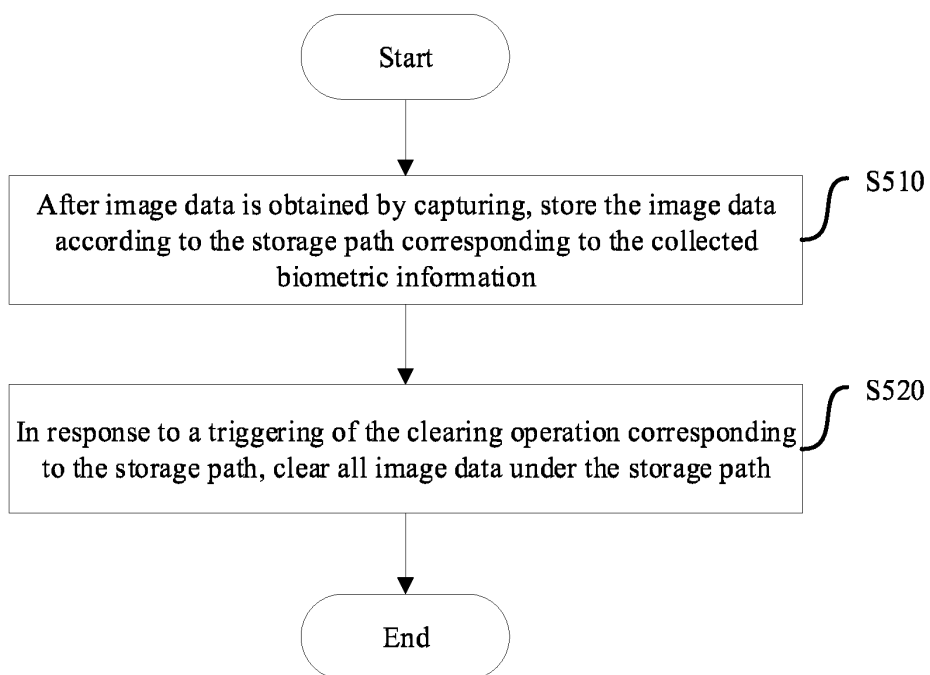 Start
S510
After image data is obtained by capturing, store the image data
according to the storage path corresponding to the collected
biometric information
S520
In response to a triggering of the clearing operation corresponding
to the storage path, clear all image data under the storage path
End